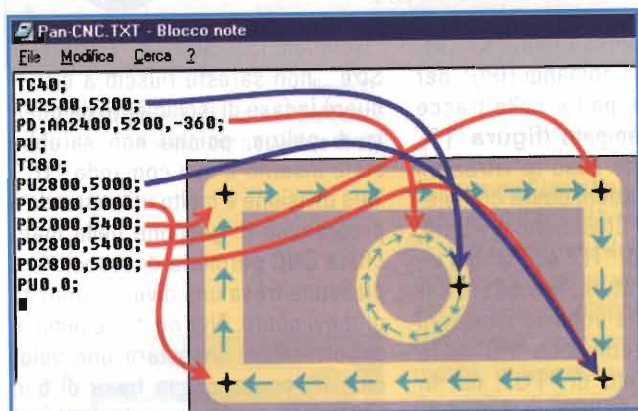 Pan-CNC.TXT - Blocco note
File Modifica Cerca ?
TC40;
PU2500,5200;
PD;AA2400,5200,-360;
PU;
TC80;
PU2800,5000;
PD2000,5000;
PD2000,5400;
PD2800,5400;
PD2800,5000;
PU0,0;